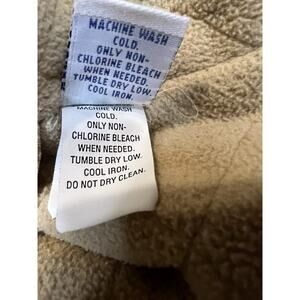 MACHINE WASH
COLD.
ONLY NON-
CHLORINE BLEACH
WHEN NEEDED.
TUMBLE DRY LOW.
COOL IRON.
MACHINE WASH
COLD.
ONLY NON-
CHLORINE BLEACH
WHEN NEEDED.
TUMBLE DRY LOW.
COOL IRON.
DO NOT DRY CLEAN.